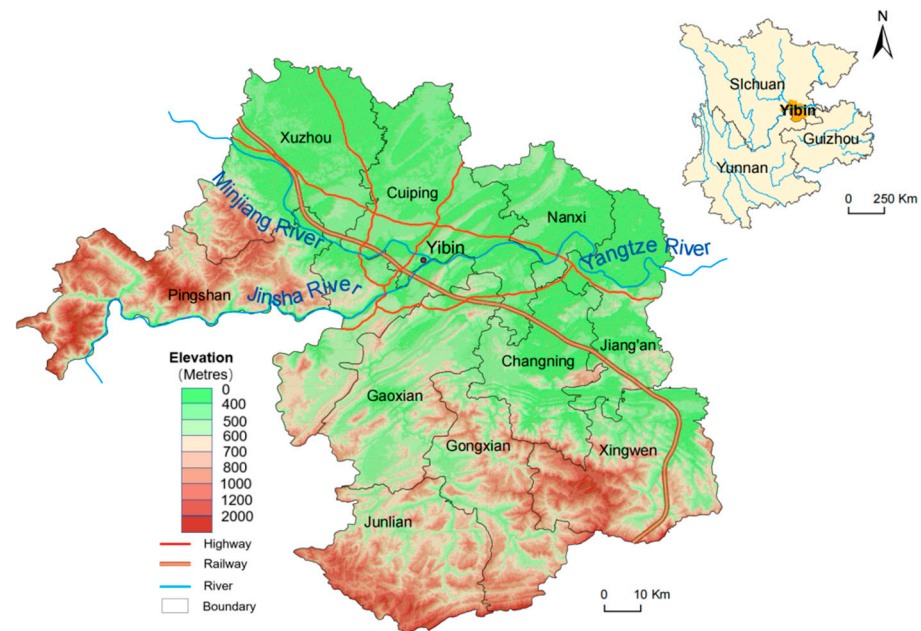 N
SIchuan
Yibin
Guizhou
Yunnan
0 250 Km
Xuzhou
Cuiping
Nanxi
Minjiang River
Yibin
Yangtze River
Pingshan
Jinsha River
Jiang'an
Changning
Gaoxian
Gongxian
Xingwen
Junlian
Elevation
(Metres)
0
400
500
600
700
800
1000
1200
2000
Highway
Railway
River
Boundary
0 10 Km